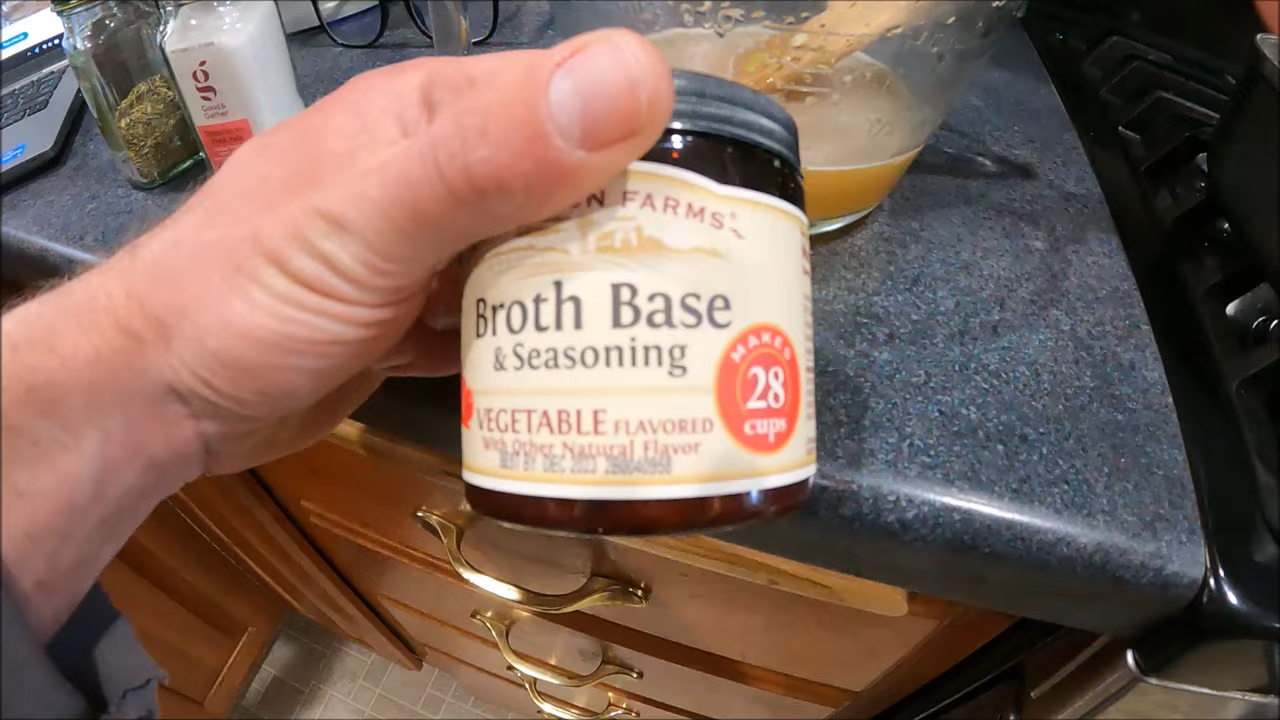 Good&
Gather
FARMS
Broth Base
& Seasoning
MAKES
28
cups
VEGETABLE FLAVORED
With Other Natural Flavor
BEST BY DEC 2023